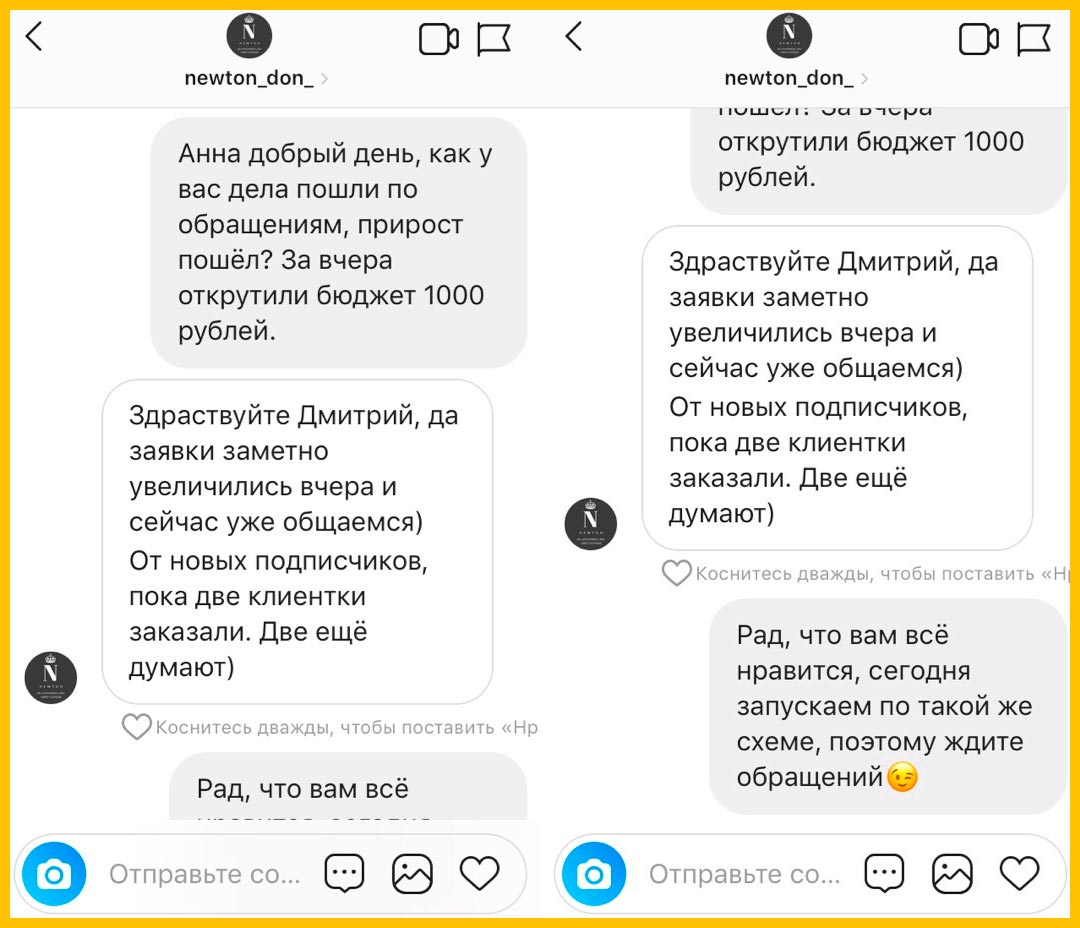 newton_don_
Анна добрый день, как у
вас дела пошли по
обращениям, прирост
пошёл? За вчера
открутили бюджет 1000
рублей.
Здраствуйте Дмитрий, да
заявки заметно
увеличились вчера и
сейчас уже общаемся)
От новых подписчиков,
пока две клиентки
заказали. Две ещё
думают)
N
NEWTON
Коснитесь дважды, чтобы поставить «Нр
Рад, что вам всё
нравится, сегодня
Отправьте со...
newton_don_
пошёл? За вчера
открутили бюджет 1000
рублей.
Здраствуйте Дмитрий, да
заявки заметно
увеличились вчера и
сейчас уже общаемся)
От новых подписчиков,
пока две клиентки
заказали. Две ещё
думают)
N
NEWTON
Коснитесь дважды, чтобы поставить «Нр
Рад, что вам всё
нравится, сегодня
запускаем по такой же
схеме, поэтому ждите
обращений😉
Отправьте со...